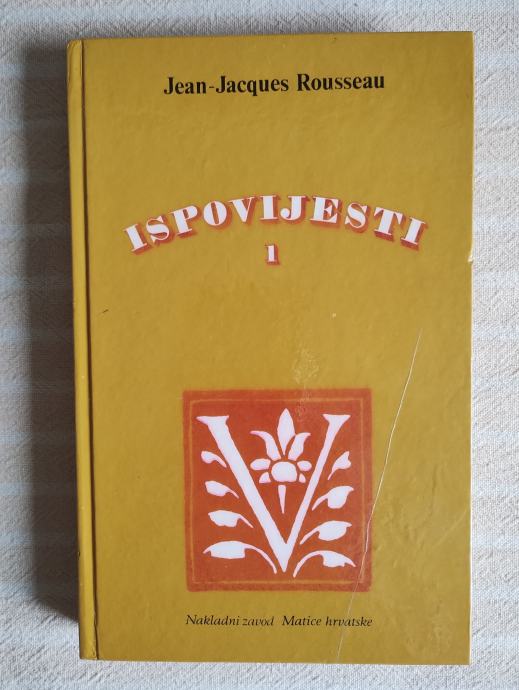 Jean-Jacques Rousseau
ISPOVIJESTI
1
V
Nakladni zavod Matice hrvatske